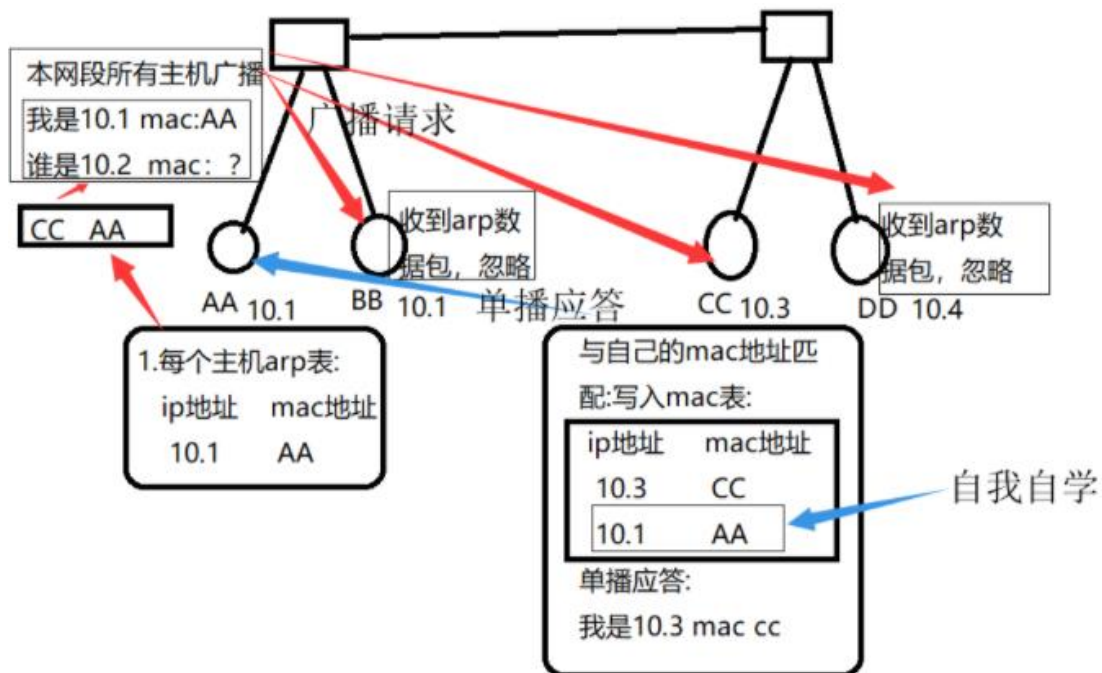 本网段所有主机广播
我是10.1 mac:AA
谁是10.2 mac：?
CC AA
广播请求
收到arp数
据包，忽略
收到arp数
据包，忽略
AA 10.1
BB 10.1
单播应答
CC 10.3
DD 10.4
1.每个主机arp表:
ip地址 mac地址
10.1 AA
与自己的mac地址匹
配:写入mac表:
ip地址 mac地址
10.3 CC
10.1 AA
自我自学
单播应答:
我是10.3 mac cc